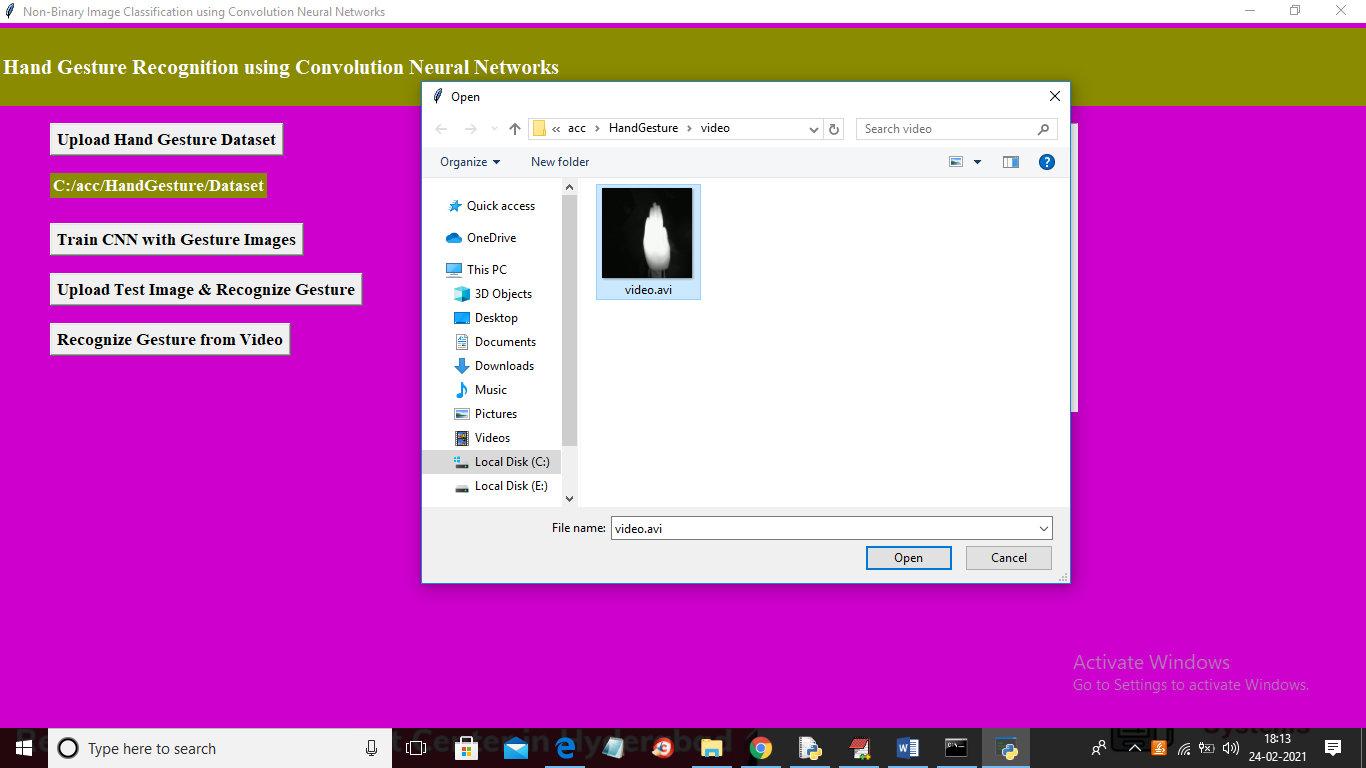 Non-Binary Image Classification using Convolution Neural Networks
Hand Gesture Recognition using Convolution Neural Networks
Upload Hand Gesture Dataset
C:/acc/HandGesture/Dataset
Train CNN with Gesture Images
Upload Test Image & Recognize Gesture
Recognize Gesture from Video
Open
« acc › HandGesture › video
Search video
Organize
New folder
Quick access
OneDrive
This PC
3D Objects
Desktop
Documents
Downloads
Music
Pictures
Videos
Local Disk (C:)
Local Disk (E:)
video.avi
File name: video.avi
Open Cancel
Activate Windows
Go to Settings to activate Windows.
Type here to search
18:13
24-02-2021